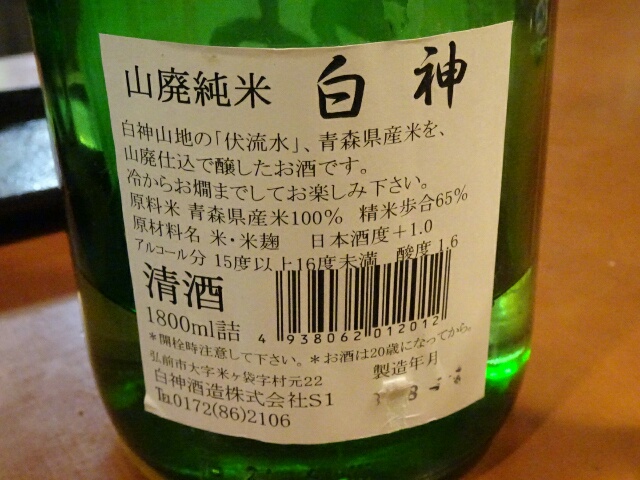 山廃純米 白神
白神山地の「伏流水」、青森県産米を、
山廃仕込で醸したお酒です。
冷からお燗までしてお楽しみ下さい。
原料米 青森県産米100% 精米歩合65%
原材料名 米・米麹 日本酒度＋1.0
アルコール分 15度以上16度未満 酸度 1.6
清酒
1800ml詰
4 938062 012012
＊開栓時注意して下さい。＊お酒は20歳になってから。
弘前市大字米ヶ袋字村元22
製造年月
白神酒造株式会社S1
℡0172(86)2106